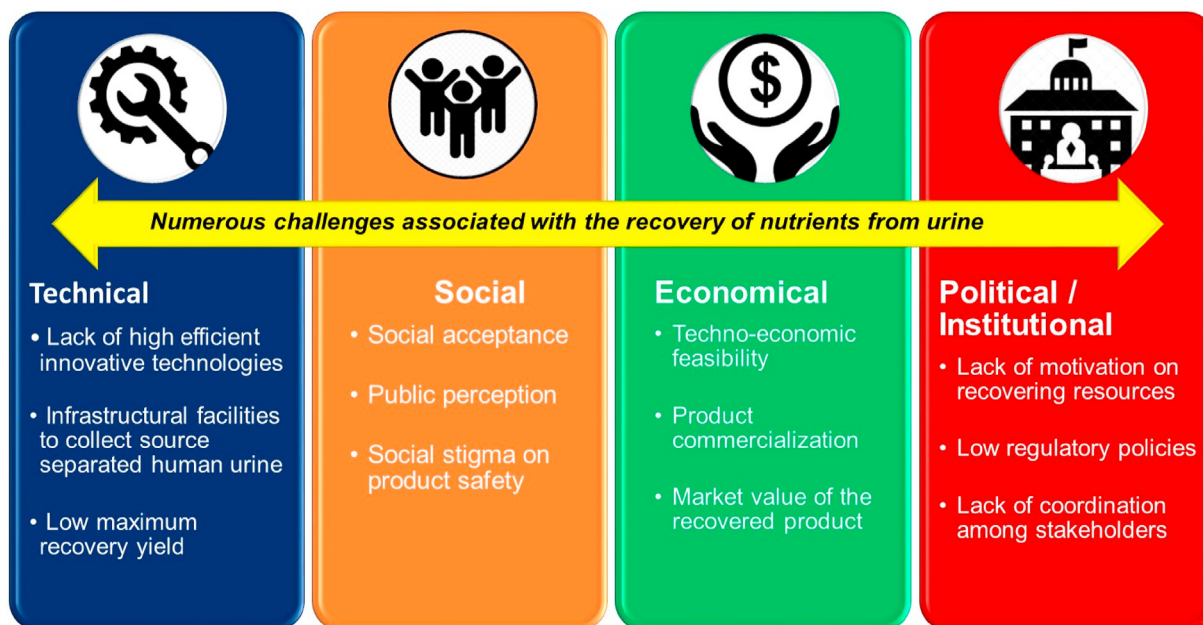 Numerous challenges associated with the recovery of nutrients from urine
Technical
• Lack of high efficient
innovative technologies
• Infrastructural facilities
to collect source
separated human urine
• Low maximum
recovery yield
Social
• Social acceptance
• Public perception
• Social stigma on
product safety
Economical
• Techno-economic
feasibility
• Product
commercialization
• Market value of the
recovered product
Political /
Institutional
• Lack of motivation on
recovering resources
• Low regulatory policies
• Lack of coordination
among stakeholders